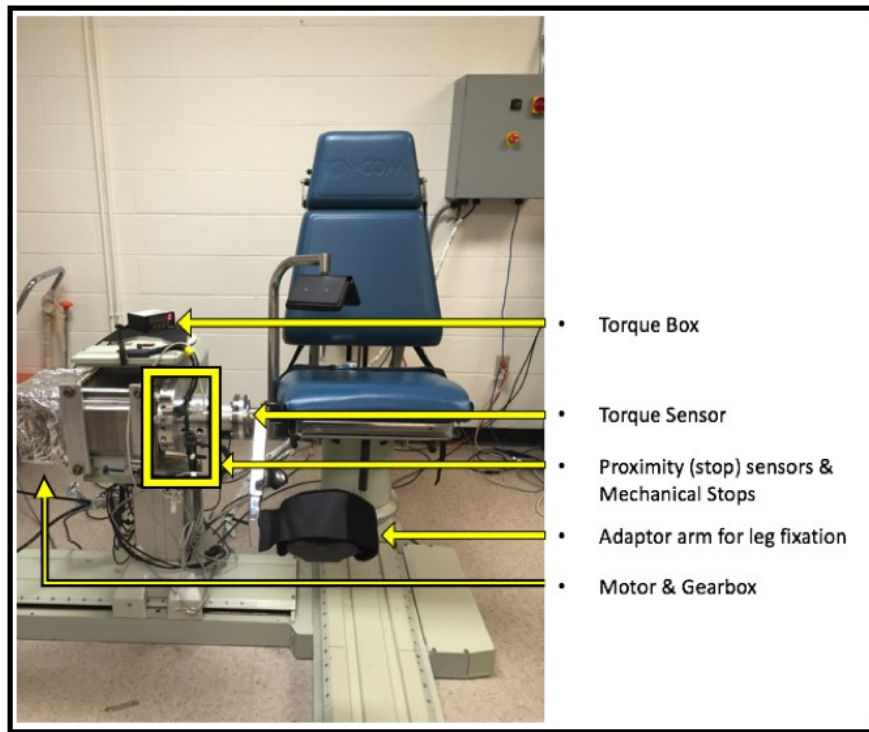 KIN-COM
• Torque Box
• Torque Sensor
• Proximity (stop) sensors &
Mechanical Stops
• Adaptor arm for leg fixation
• Motor & Gearbox